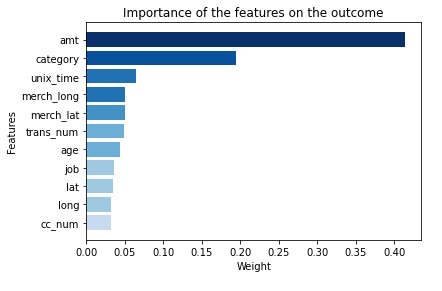 Importance of the features on the outcome
Features
amt
category
unix_time
merch_long
merch_lat
trans_num
age
job
lat
long
cc_num
0.00 0.05 0.10 0.15 0.20 0.25 0.30 0.35 0.40
Weight